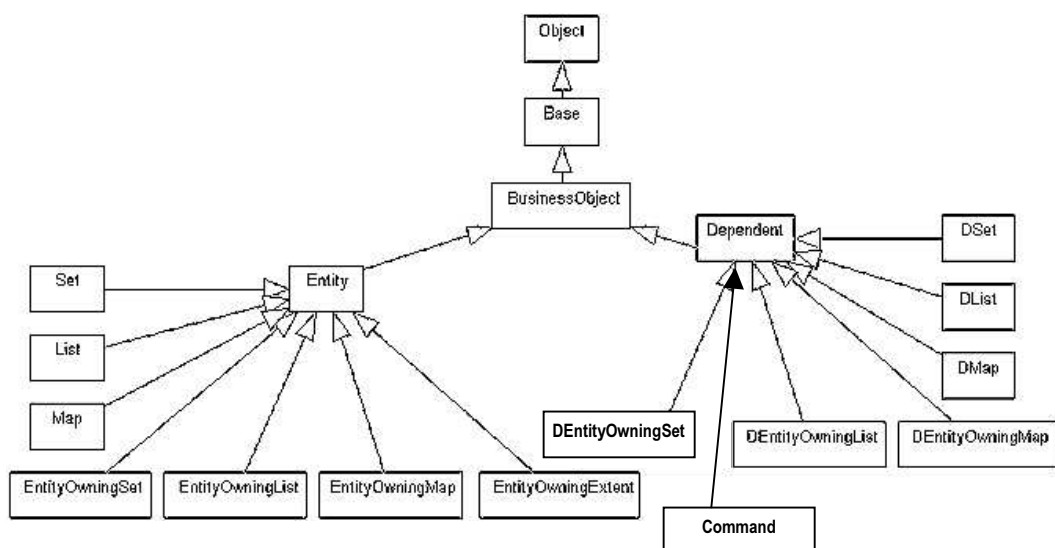 Object
Base
BusinessObject
Dependent
DSet
Set
Entity
DList
List
DMap
Map
DEntityOwningSet
DEntityOwningList
DEntityOwningMap
EntityOwningSet
EntityOwningList
EntityOwningMap
EntityOwningExtent
Command